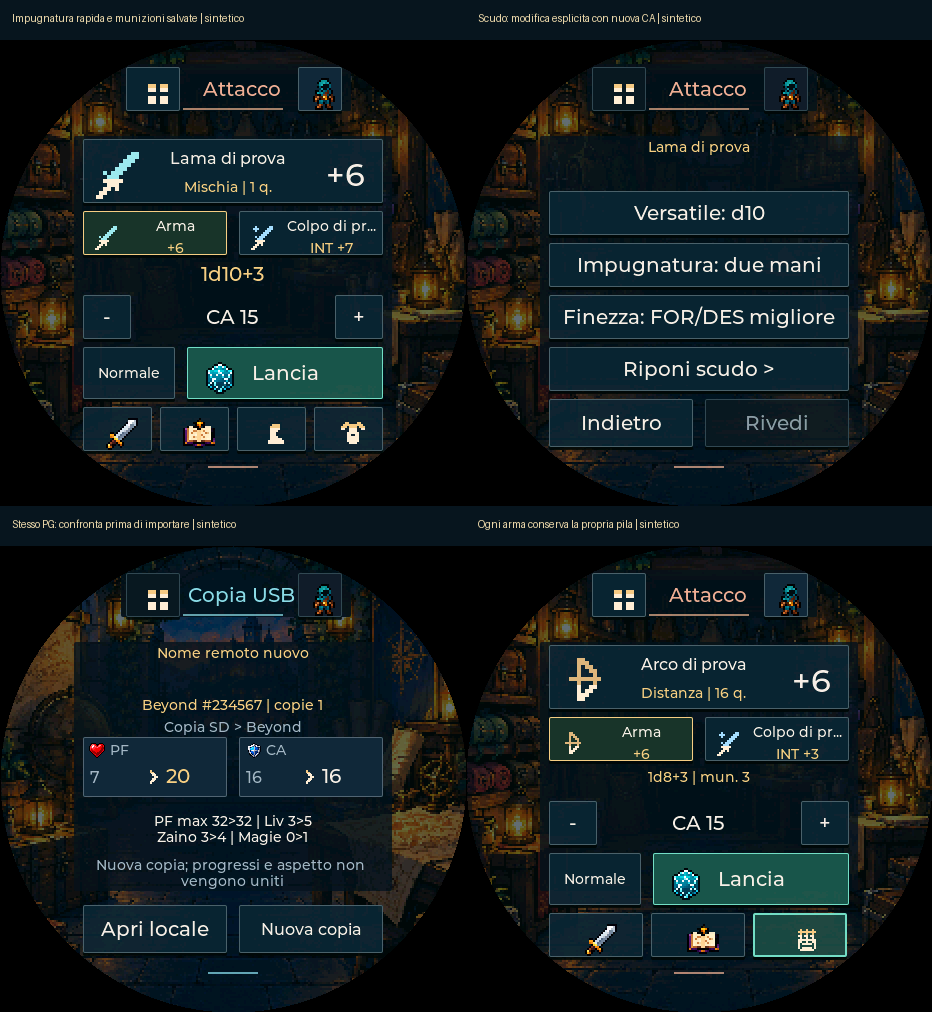 Impugnatura rapida e munizioni salvate | sintetico
Attacco
Lama di prova
Mischia | 1 q.
+6
Arma
+6
Colpo di pr...
INT +7
1d10+3
-
CA 15
+
Normale
Lancia
Scudo: modifica esplicita con nuova CA | sintetico
Attacco
Lama di prova
Versatile: d10
Impugnatura: due mani
Finezza: FOR/DES migliore
Riponi scudo >
Indietro
Rivedi
Stesso PG: confronta prima di importare | sintetico
Copia USB
Nome remoto nuovo
Beyond #234567 | copie 1
Copia SD > Beyond
PF
7 > 20
CA
16 > 16
PF max 32>32 | Liv 3>5
Zaino 3>4 | Magie 0>1
Nuova copia; progressi e aspetto non
vengono uniti
Apri locale
Nuova copia
Ogni arma conserva la propria pila | sintetico
Attacco
Arco di prova
Distanza | 16 q.
+6
Arma
+6
Colpo di pr...
INT +3
1d8+3 | mun. 3
-
CA 15
+
Normale
Lancia